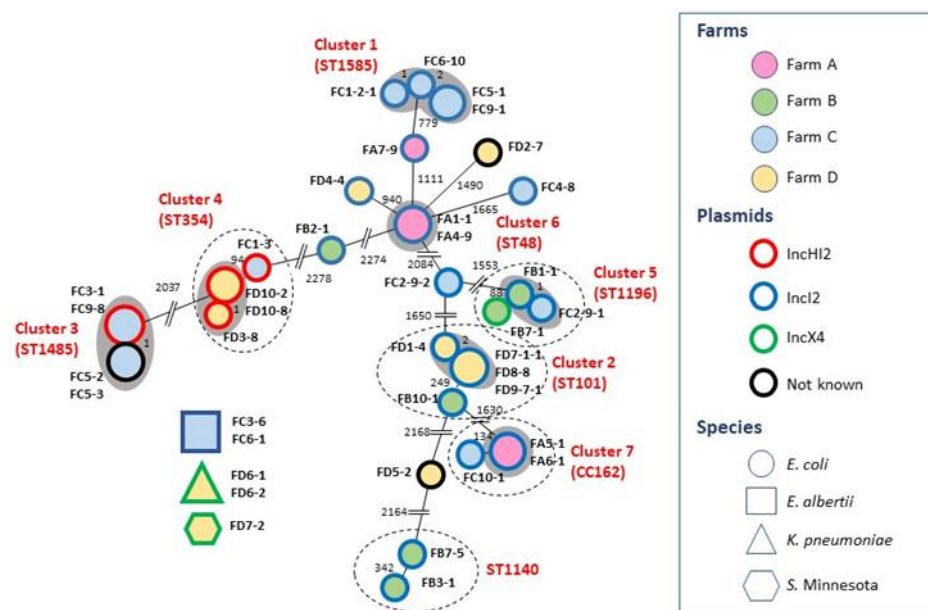 Cluster 1
(ST1585)
FC6-10
1
2
FC1-2-1
FC5-1
FC9-1
779
FA7-9
FD2-7
1111
1490
FD4-4
940
1665
FC4-8
Cluster 4
(ST354)
FA1-1
FA4-9
Cluster 6
(ST48)
FC1-3
94
FB2-1
2278
2274
2084
FC2-9-2
1553
FB1-1
Cluster 5
(ST1196)
88
1
FC2-9-1
FB7-1
2037
FD10-2
FD10-8
1
FD3-8
FC3-1
FC9-8
Cluster 3
(ST1485)
1
FC5-2
FC5-3
1650
FD1-4
2
FD7-1-1
FD8-8
FD9-7-1
Cluster 2
(ST101)
249
FB10-1
1630
2168
134
FA5-1
FA6-1
FC10-1
Cluster 7
(CC162)
FD5-2
2164
FB7-5
342
FB3-1
ST1140
FC3-6
FC6-1
FD6-1
FD6-2
FD7-2
Farms
Farm A
Farm B
Farm C
Farm D
Plasmids
IncHI2
IncI2
IncX4
Not known
Species
E. coli
E. albertii
K. pneumoniae
S. Minnesota